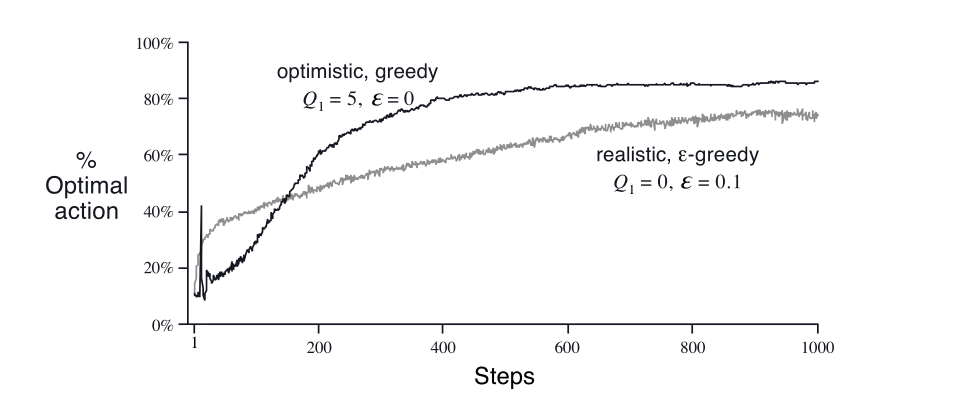 100%
optimistic, greedy
Q₁ = 5, ε = 0
80%
%
Optimal
action
60%
realistic, ε-greedy
Q₁ = 0, ε = 0.1
40%
20%
0%
1
200
400
600
800
1000
Steps